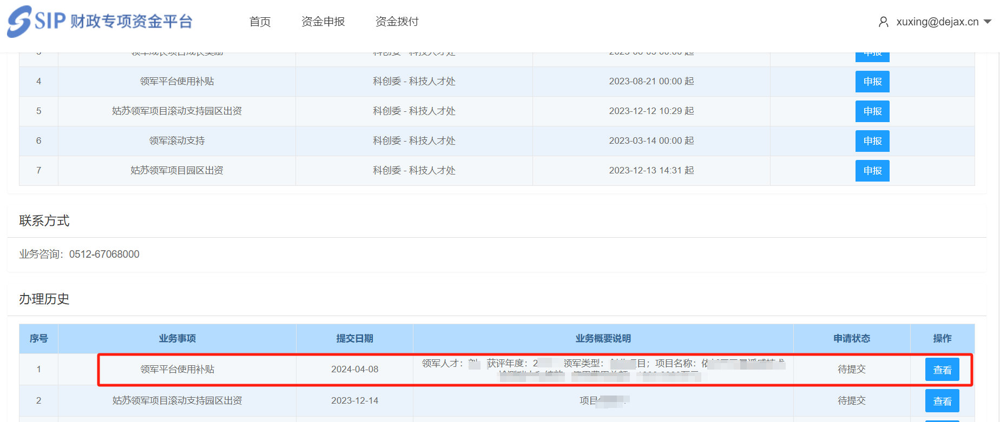 SIP 财政专项资金平台
首页 资金申报 资金拨付 xuxing@dejax.cn
4 领军平台使用补贴 科创委 - 科技人才处 2023-08-21 00:00 起 申报
5 姑苏领军项目滚动支持园区出资 科创委 - 科技人才处 2023-12-12 10:29 起 申报
6 领军滚动支持 科创委 - 科技人才处 2023-03-14 00:00 起 申报
7 姑苏领军项目园区出资 科创委 - 科技人才处 2023-12-13 14:31 起 申报
联系方式
业务咨询：0512-67068000
办理历史
序号 业务事项 提交日期 业务概要说明 申请状态 操作
1 领军平台使用补贴 2024-04-08 领军人才： 获评年度：2 领军类型： 项目；项目名称： 待提交 查看
2 姑苏领军项目滚动支持园区出资 2023-12-14 项目 待提交 查看